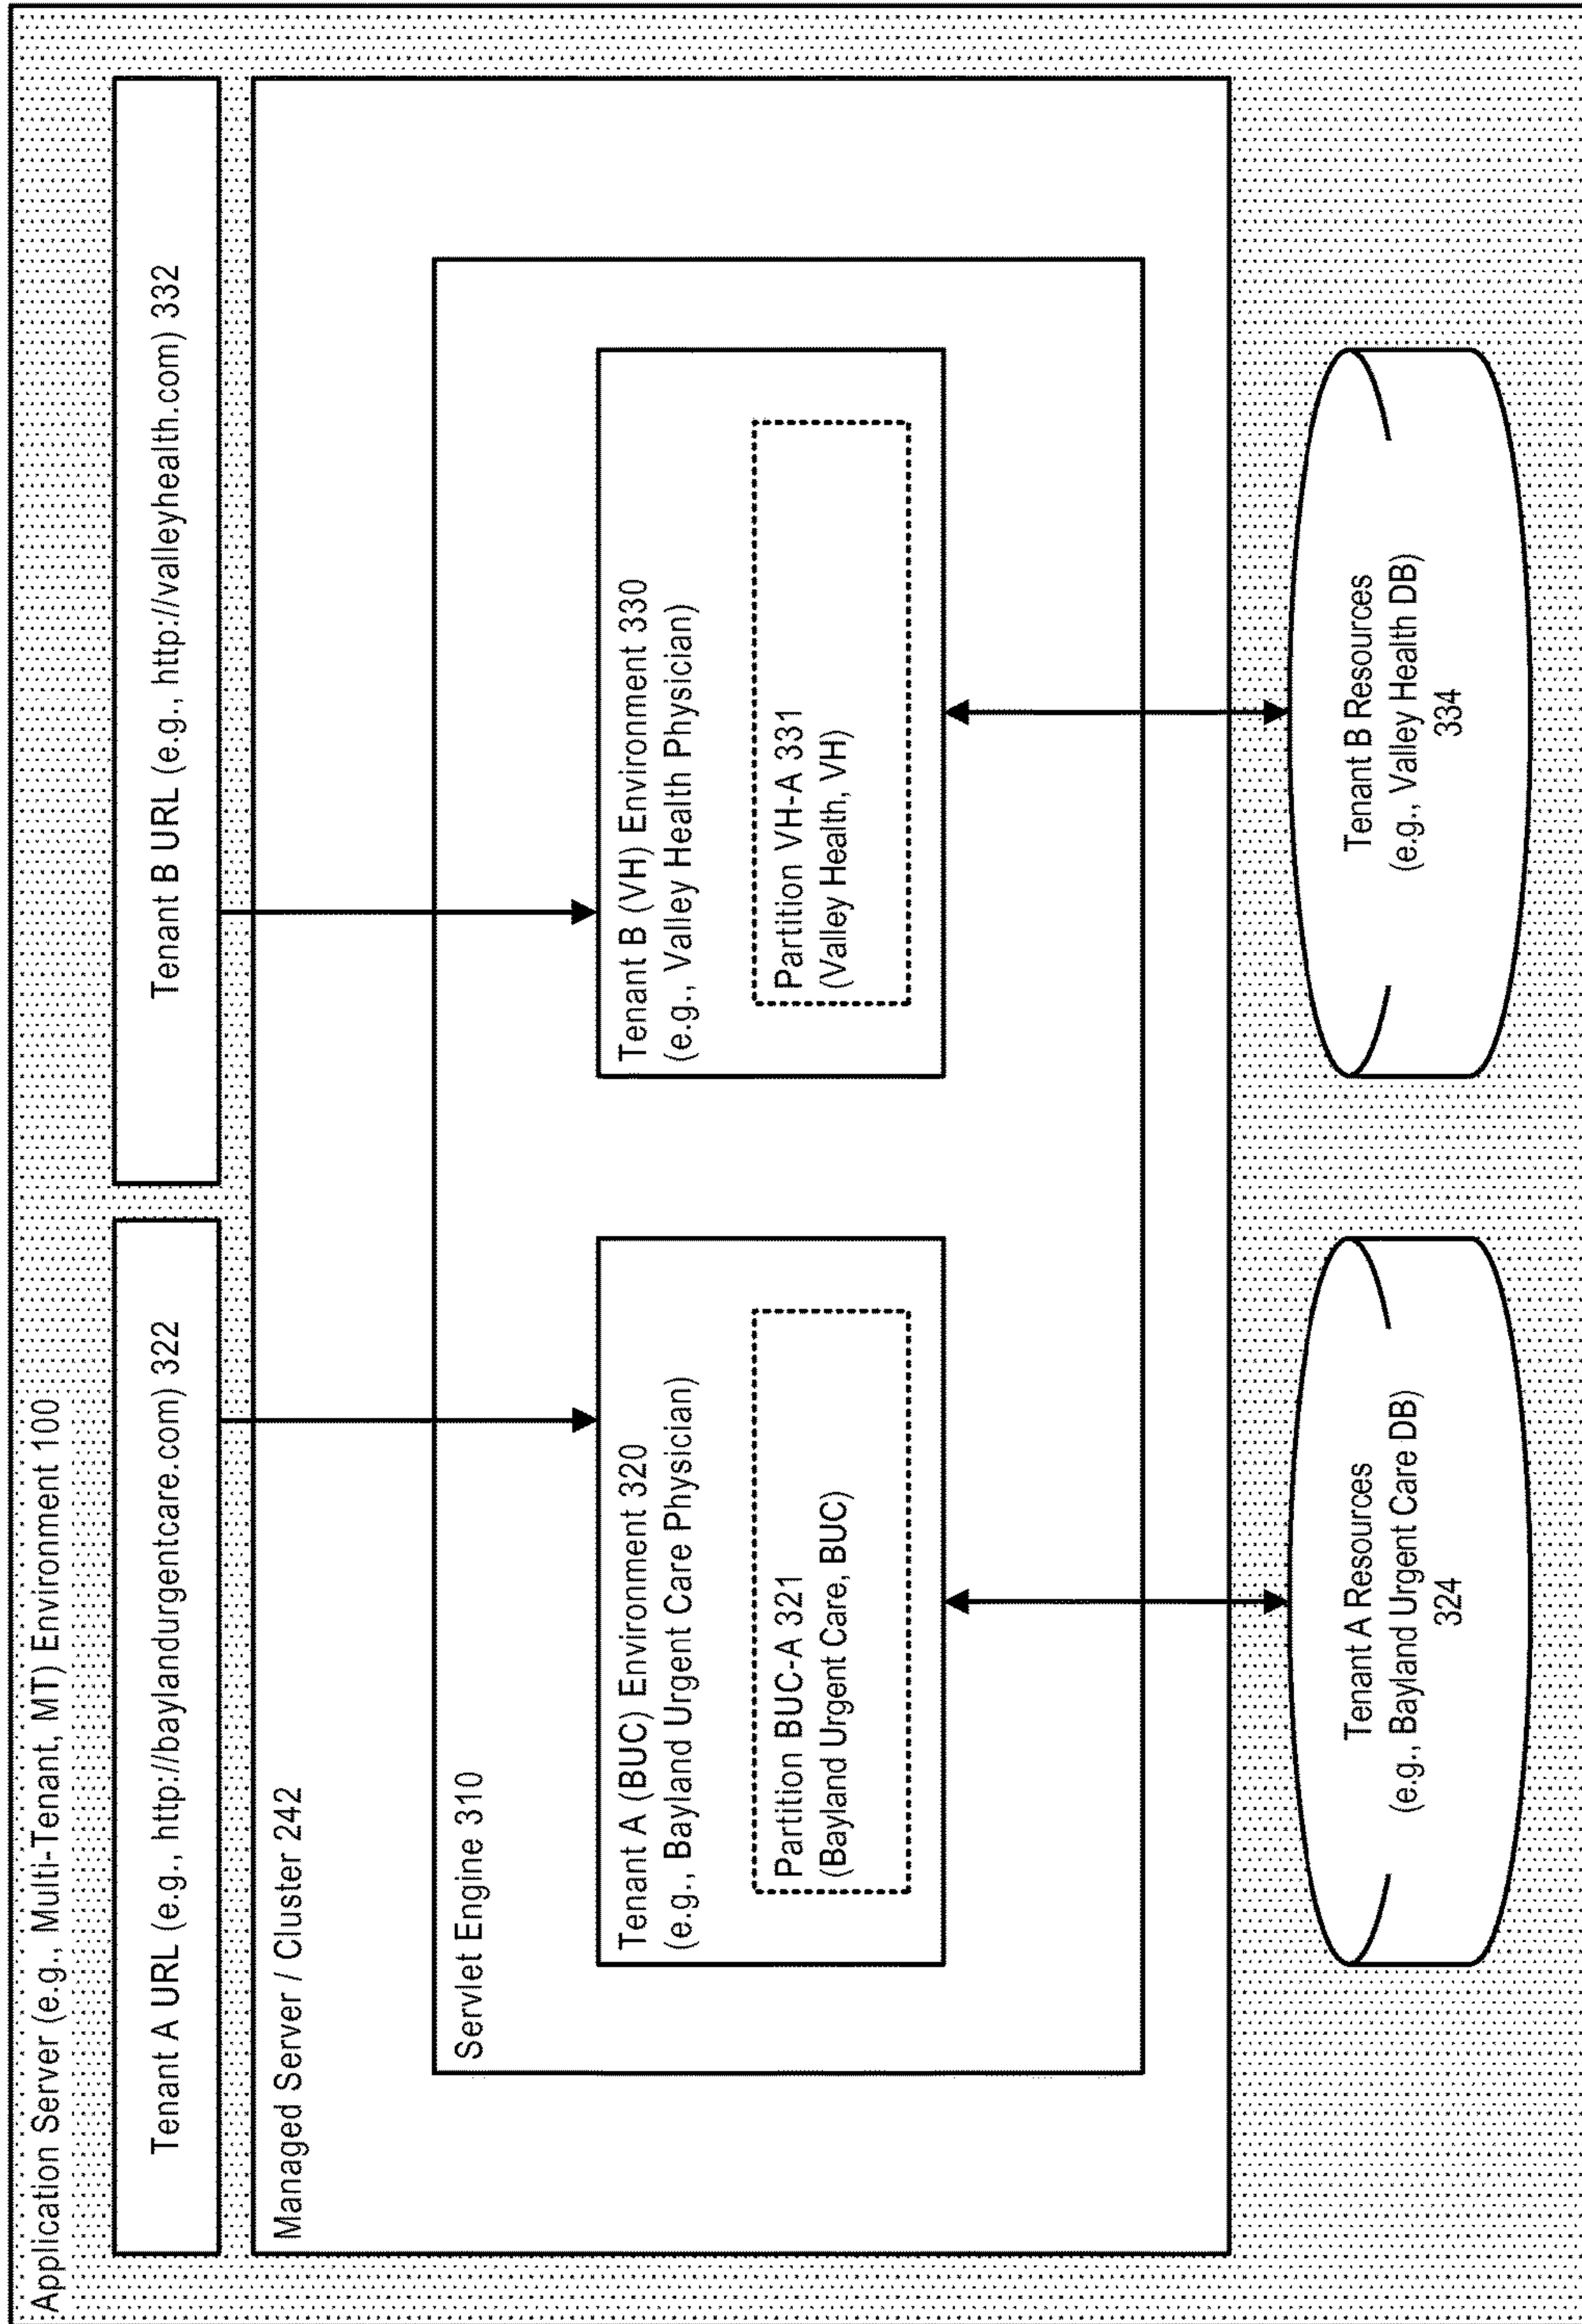 Application Server (e.g., Multi-Tenant, MT) Environment 100
Tenant A URL (e.g., http://baylandurgentcare.com) 322
Tenant B URL (e.g., http://valleyhealth.com) 332
Managed Server / Cluster 242
Servlet Engine 310
Tenant A (BUC) Environment 320
(e.g., Bayland Urgent Care Physician)
Partition BUC-A 321
(Bayland Urgent Care, BUC)
Tenant B (VH) Environment 330
(e.g., Valley Health Physician)
Partition VH-A 331
(Valley Health, VH)
Tenant A Resources
(e.g., Bayland Urgent Care DB)
324
Tenant B Resources
(e.g., Valley Health DB)
334